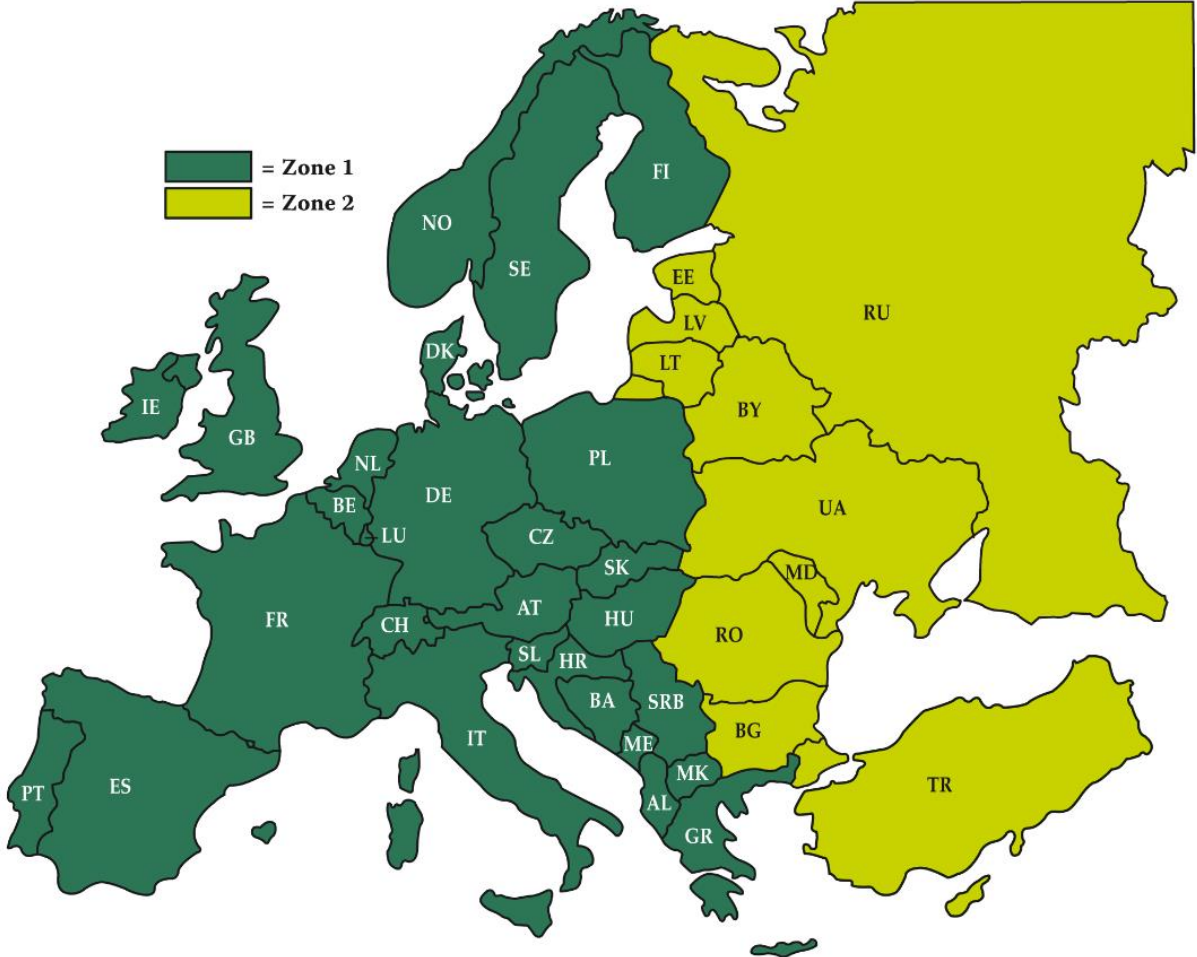 = Zone 1
= Zone 2
FI
NO
SE
EE
RU
LV
DK
LT
IE
BY
GB
PL
NL
DE
BE
UA
LU
CZ
SK
MD
AT
FR
HU
CH
RO
SL
HR
BA
SRB
BG
IT
ME
MK
TR
ES
PT
AL
GR